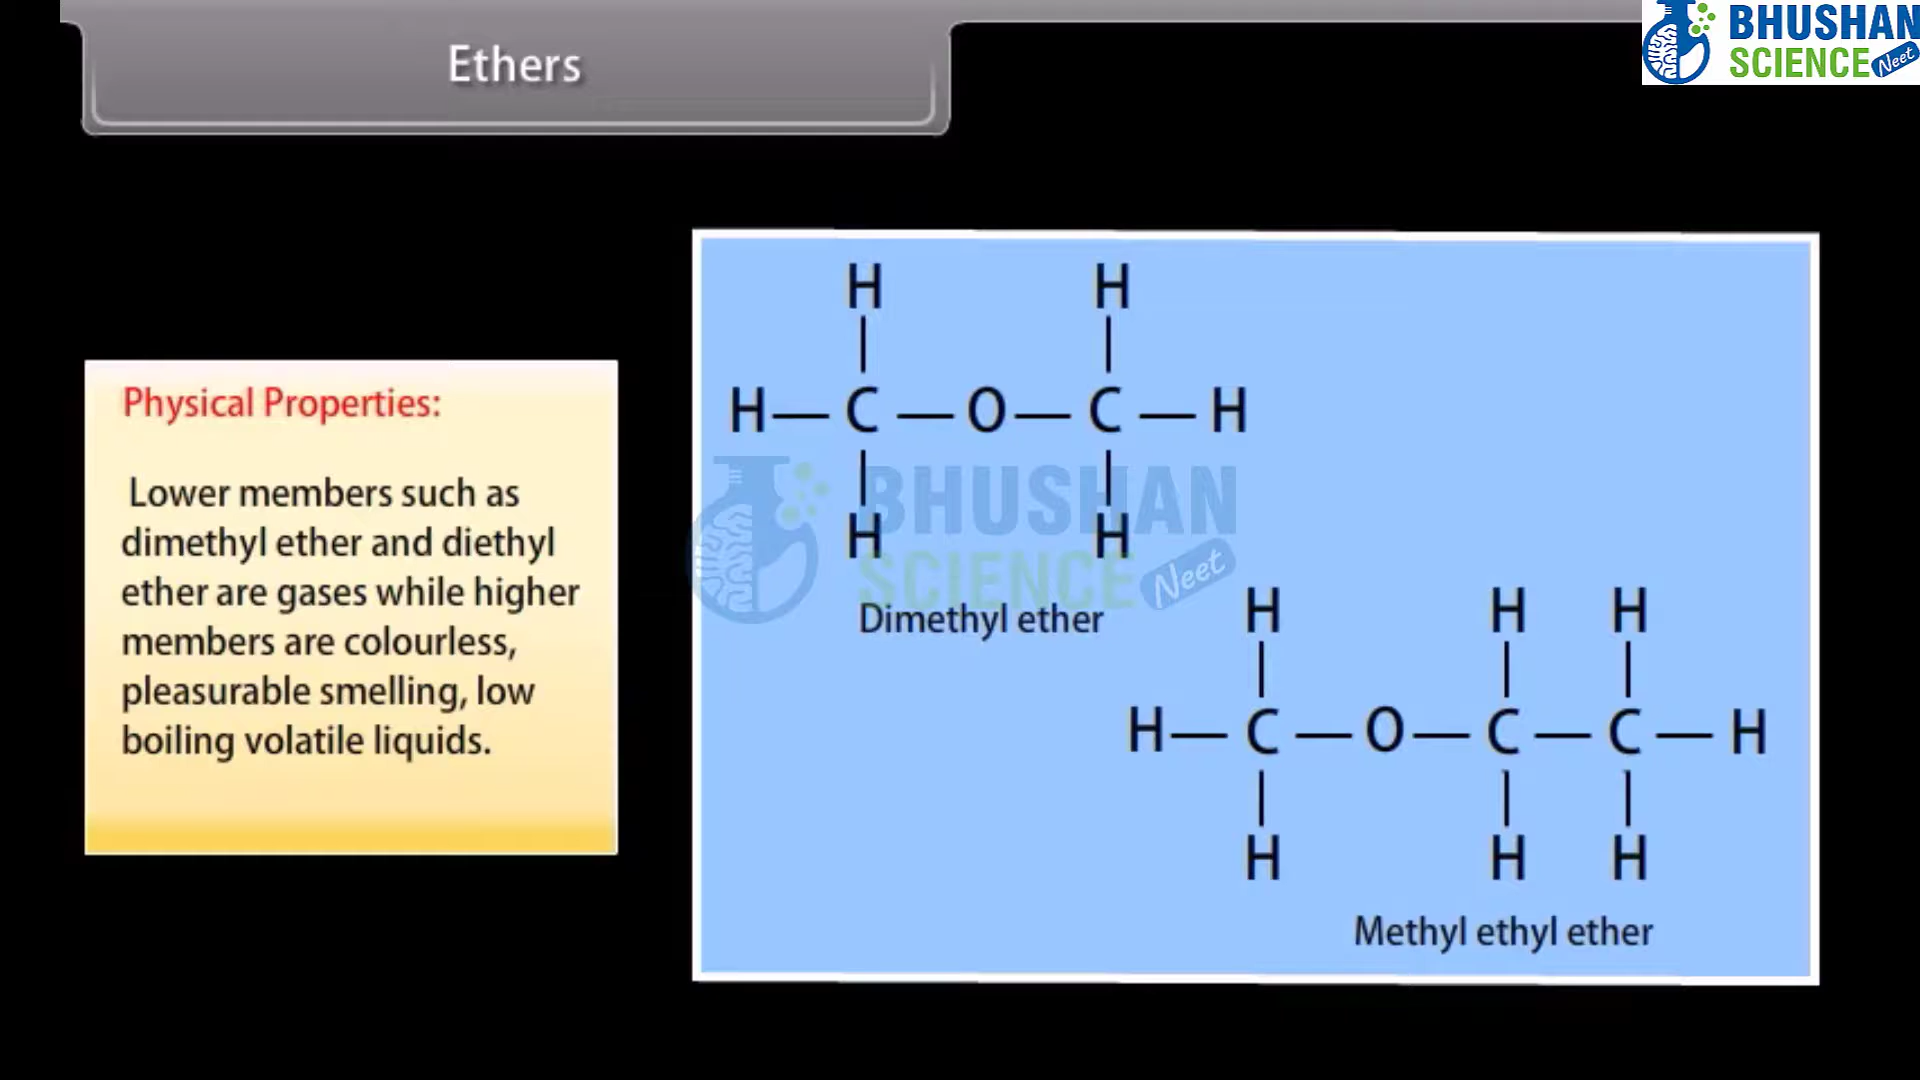 Ethers
BHUSHAN
SCIENCE Neet
Physical Properties:
Lower members such as
dimethyl ether and diethyl
ether are gases while higher
members are colourless,
pleasurable smelling, low
boiling volatile liquids.
H H
H — C — O — C — H
H H
Dimethyl ether
BHUSHAN
SCIENCE Neet
H H H
H — C — O — C — C — H
H H H
Methyl ethyl ether